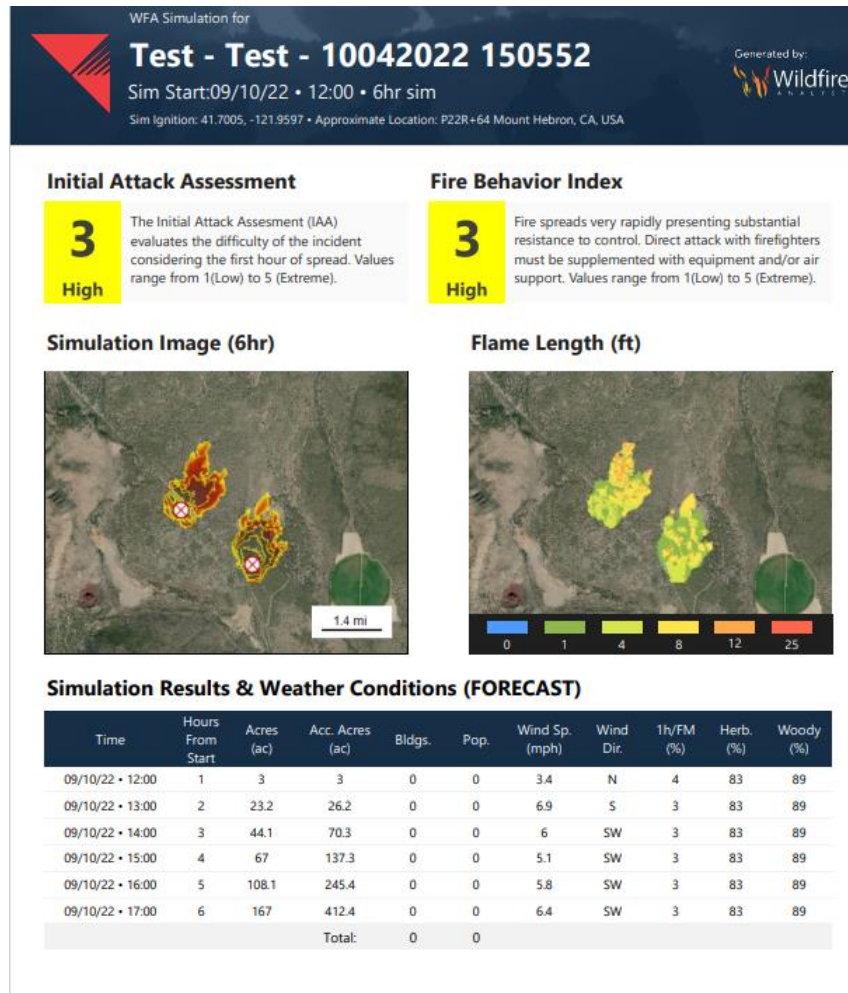 WFA Simulation for
Test - Test - 10042022 150552
Sim Start:09/10/22 • 12:00 • 6hr sim
Sim Ignition: 41.7005, -121.9597 • Approximate Location: P22R+64 Mount Hebron, CA, USA
Generated by:
Wildfire
ANALYST
Initial Attack Assessment
3
High
The Initial Attack Assesment (IAA)
evaluates the difficulty of the incident
considering the first hour of spread. Values
range from 1(Low) to 5 (Extreme).
Fire Behavior Index
3
High
Fire spreads very rapidly presenting substantial
resistance to control. Direct attack with firefighters
must be supplemented with equipment and/or air
support. Values range from 1(Low) to 5 (Extreme).
Simulation Image (6hr)
1.4 mi
Flame Length (ft)
0 1 4 8 12 25
Simulation Results & Weather Conditions (FORECAST)
Time Hours From Start Acres (ac) Acc. Acres (ac) Bldgs. Pop. Wind Sp. (mph) Wind Dir. 1h/FM (%) Herb. (%) Woody (%)
09/10/22 • 12:00 1 3 3 0 0 3.4 N 4 83 89
09/10/22 • 13:00 2 23.2 26.2 0 0 6.9 S 3 83 89
09/10/22 • 14:00 3 44.1 70.3 0 0 6 SW 3 83 89
09/10/22 • 15:00 4 67 137.3 0 0 5.1 SW 3 83 89
09/10/22 • 16:00 5 108.1 245.4 0 0 5.8 SW 3 83 89
09/10/22 • 17:00 6 167 412.4 0 0 6.4 SW 3 83 89
Total: 0 0